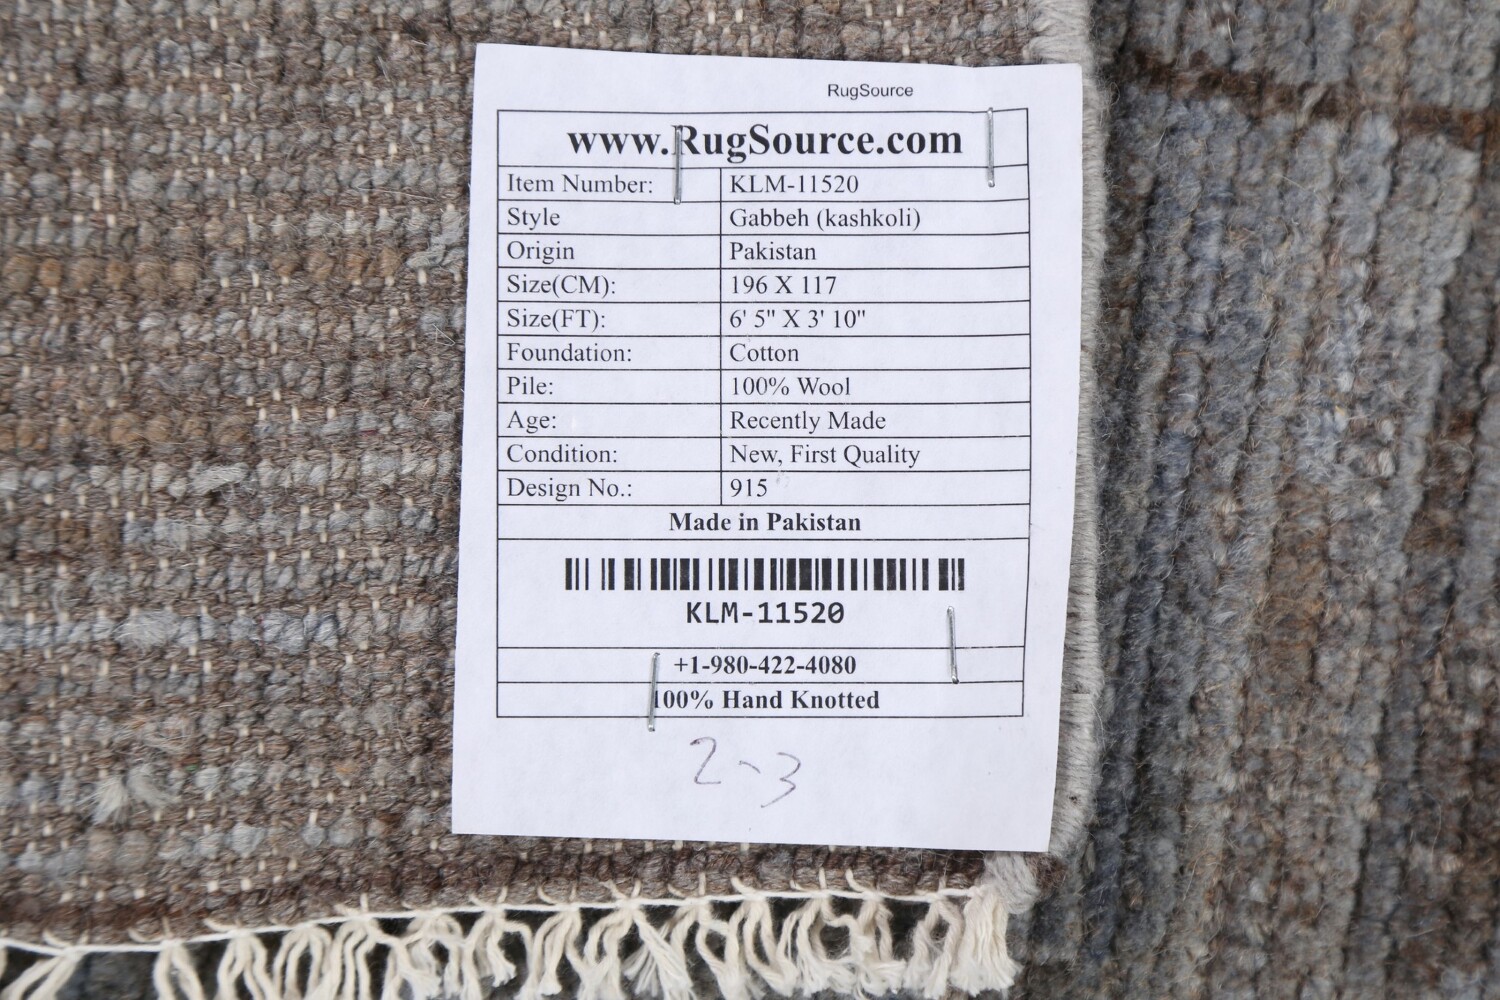 RugSource
www.RugSource.com
Item Number: KLM-11520
Style Gabbeh (kashkoli)
Origin Pakistan
Size(CM): 196 X 117
Size(FT): 6' 5" X 3' 10"
Foundation: Cotton
Pile: 100% Wool
Age: Recently Made
Condition: New, First Quality
Design No.: 915
Made in Pakistan
KLM-11520
+1-980-422-4080
100% Hand Knotted
2-3